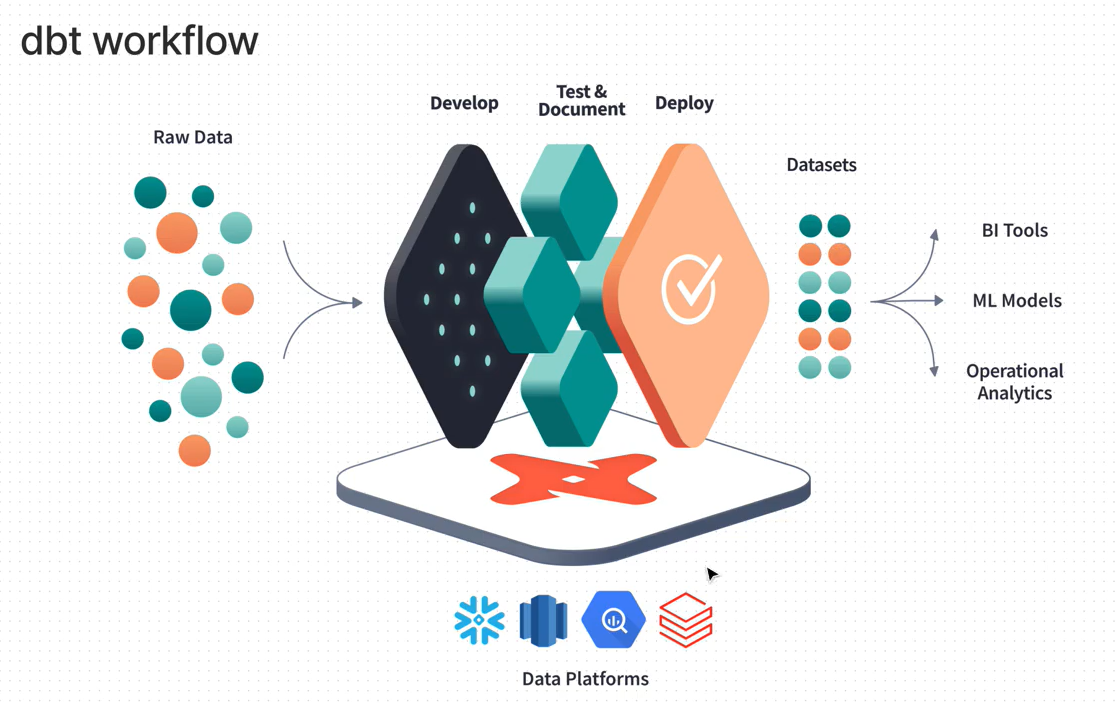 dbt workflow
Develop
Test &
Document
Deploy
Raw Data
Datasets
BI Tools
ML Models
Operational
Analytics
Data Platforms